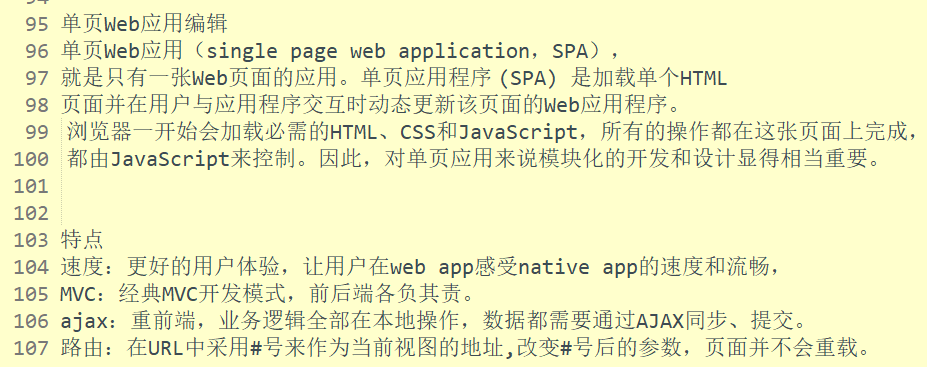 95 单页Web应用编辑
96 单页Web应用（single page web application，SPA），
97 就是只有一张Web页面的应用。单页应用程序 (SPA) 是加载单个HTML
98 页面并在用户与应用程序交互时动态更新该页面的Web应用程序。
99 浏览器一开始会加载必需的HTML、CSS和JavaScript，所有的操作都在这张页面上完成，
100 都由JavaScript来控制。因此，对单页应用来说模块化的开发和设计显得相当重要。
101
102
103 特点
104 速度：更好的用户体验，让用户在web app感受native app的速度和流畅，
105 MVC：经典MVC开发模式，前后端各负其责。
106 ajax：重前端，业务逻辑全部在本地操作，数据都需要通过AJAX同步、提交。
107 路由：在URL中采用#号来作为当前视图的地址,改变#号后的参数，页面并不会重载。